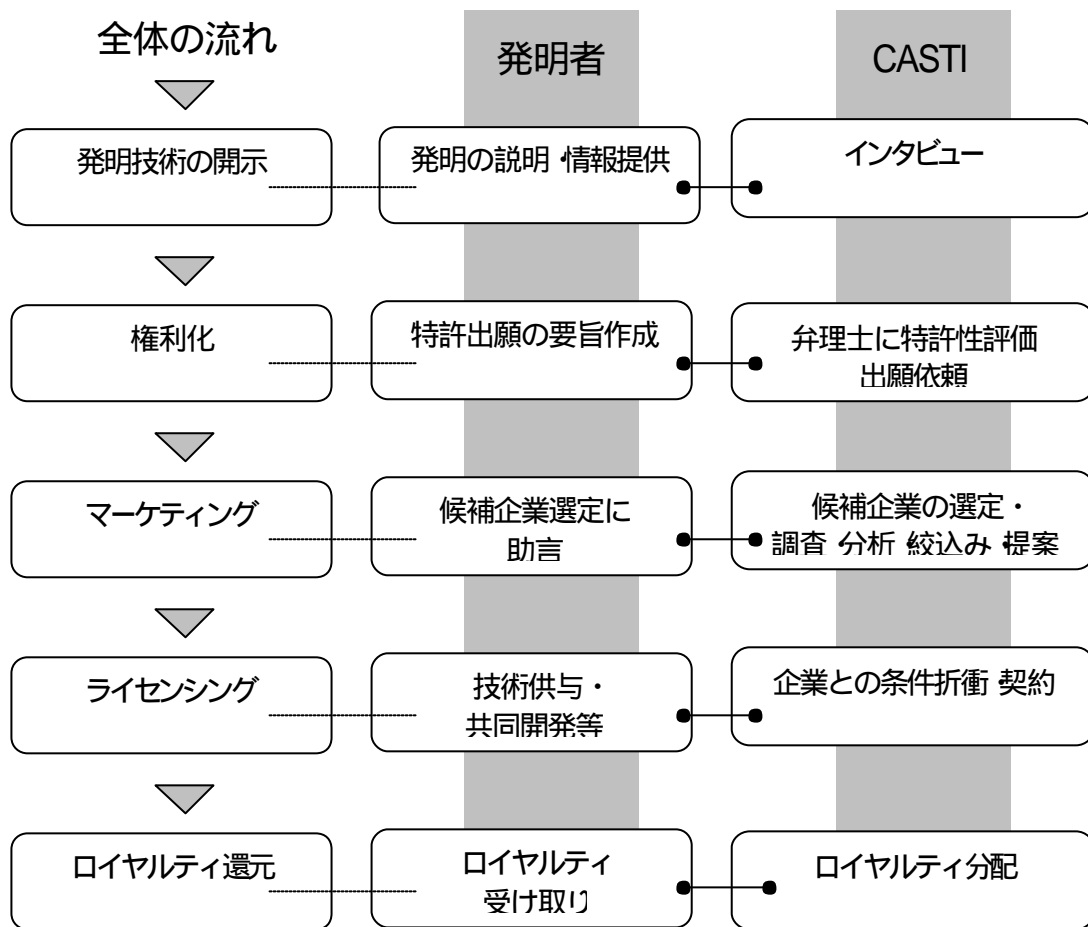 全体の流れ
発明者
CASTI
発明技術の開示
発明の説明・情報提供
インタビュー
権利化
特許出願の要旨作成
弁理士に特許性評価
出願依頼
マーケティング
候補企業選定に
助言
候補企業の選定・
調査・分析・絞込み・提案
ライセンシング
技術供与・
共同開発等
企業との条件折衝・契約
ロイヤルティ還元
ロイヤルティ
受け取り
ロイヤルティ分配